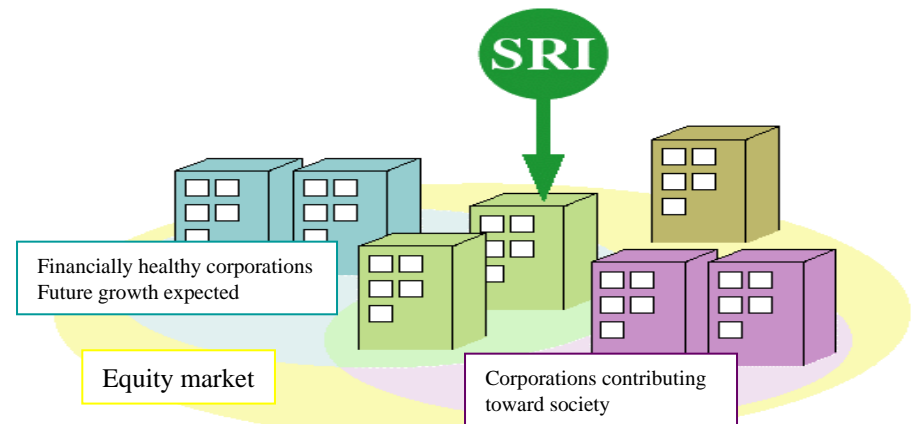 SRI
Financially healthy corporations
Future growth expected
Equity market
Corporations contributing
toward society